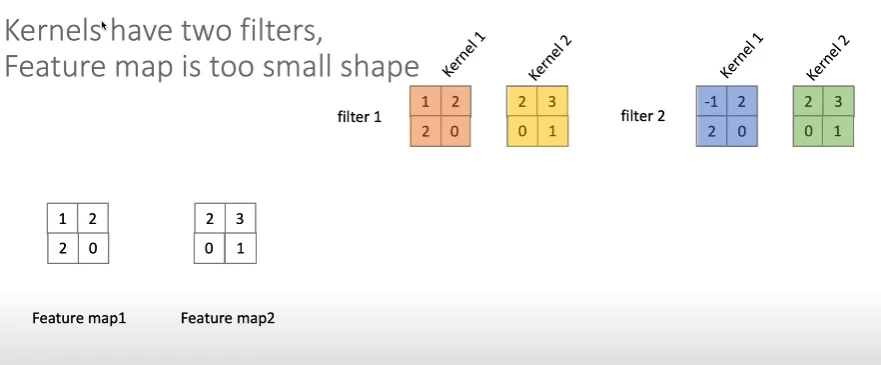 Kernels have two filters,
Feature map is too small shape
Kernel 1
Kernel 2
Kernel 1
Kernel 2
filter 1
1 2
2 0
2 3
0 1
filter 2
-1 2
2 0
2 3
0 1
1 2
2 0
2 3
0 1
Feature map1
Feature map2